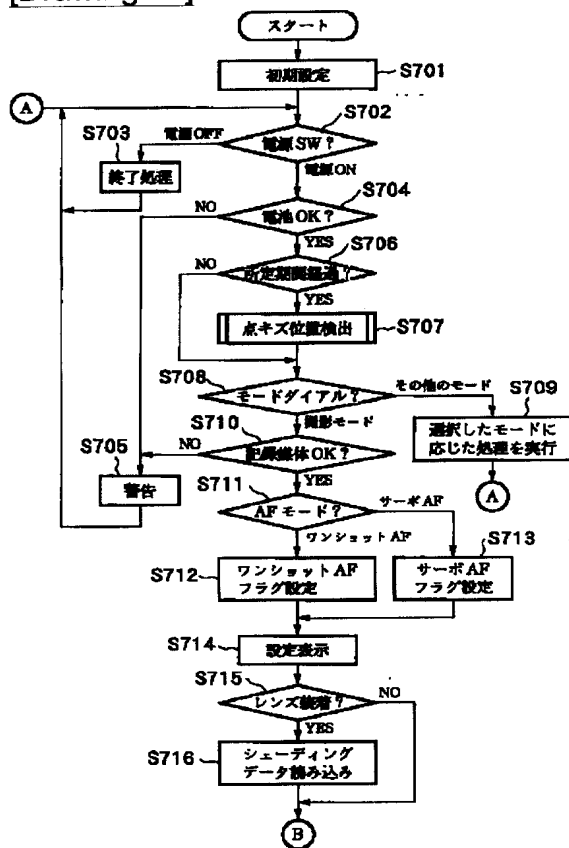 [Drawing
スタート
初期設定
S701
A
S702
S703
電源OFF
電源SW?
終了処理
電源ON
S704
NO
電池OK?
YES
S706
NO
所定期間経過?
YES
点キズ位置検出
S707
S708
モードダイアル?
その他のモード
S709
撮影モード
選択したモードに
応じた処理を実行
A
S710
NO
記録媒体OK?
S705
警告
YES
S711
AFモード?
サーボAF
ワンショットAF
S713
S712
ワンショットAF
フラグ設定
サーボAF
フラグ設定
S714
設定表示
S715
レンズ装着?
NO
YES
S716
シェーディング
データ読み込み
B